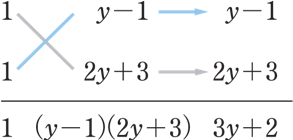 1 y−1 → y−1
1 2y+3 → 2y+3
1 (y−1)(2y+3) 3y+2